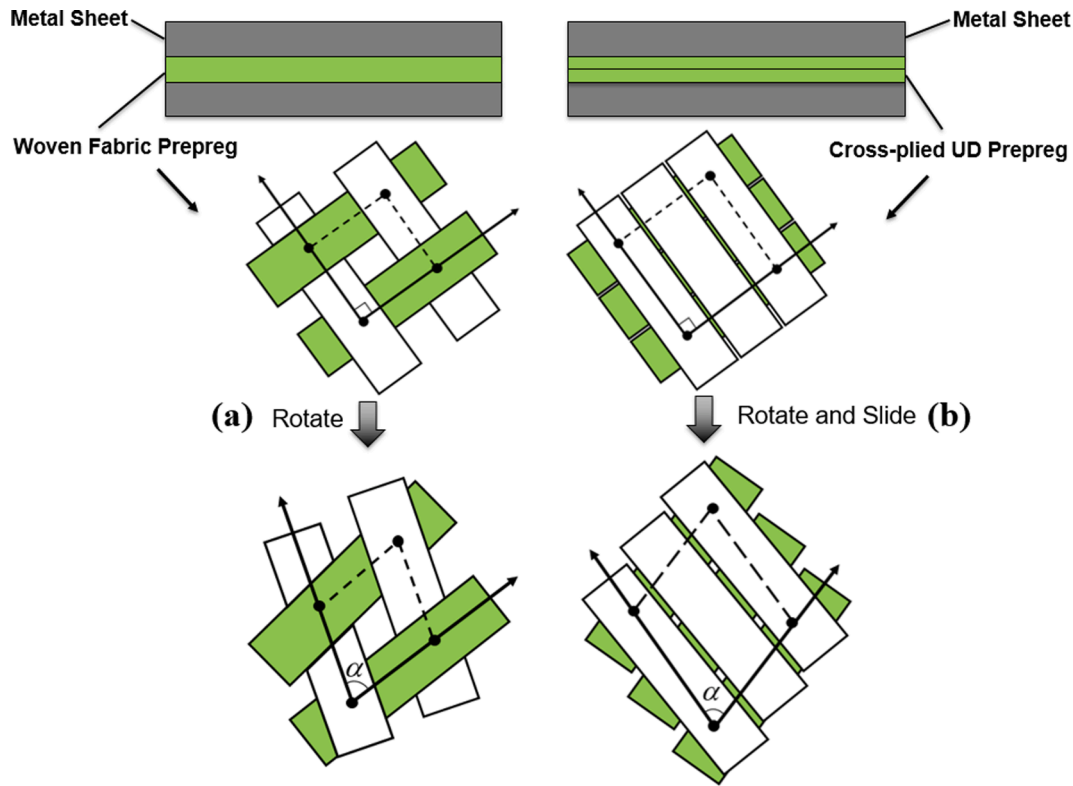 Metal Sheet
Metal Sheet
Woven Fabric Prepreg
Cross-plied UD Prepreg
(a) Rotate
Rotate and Slide (b)
α
α